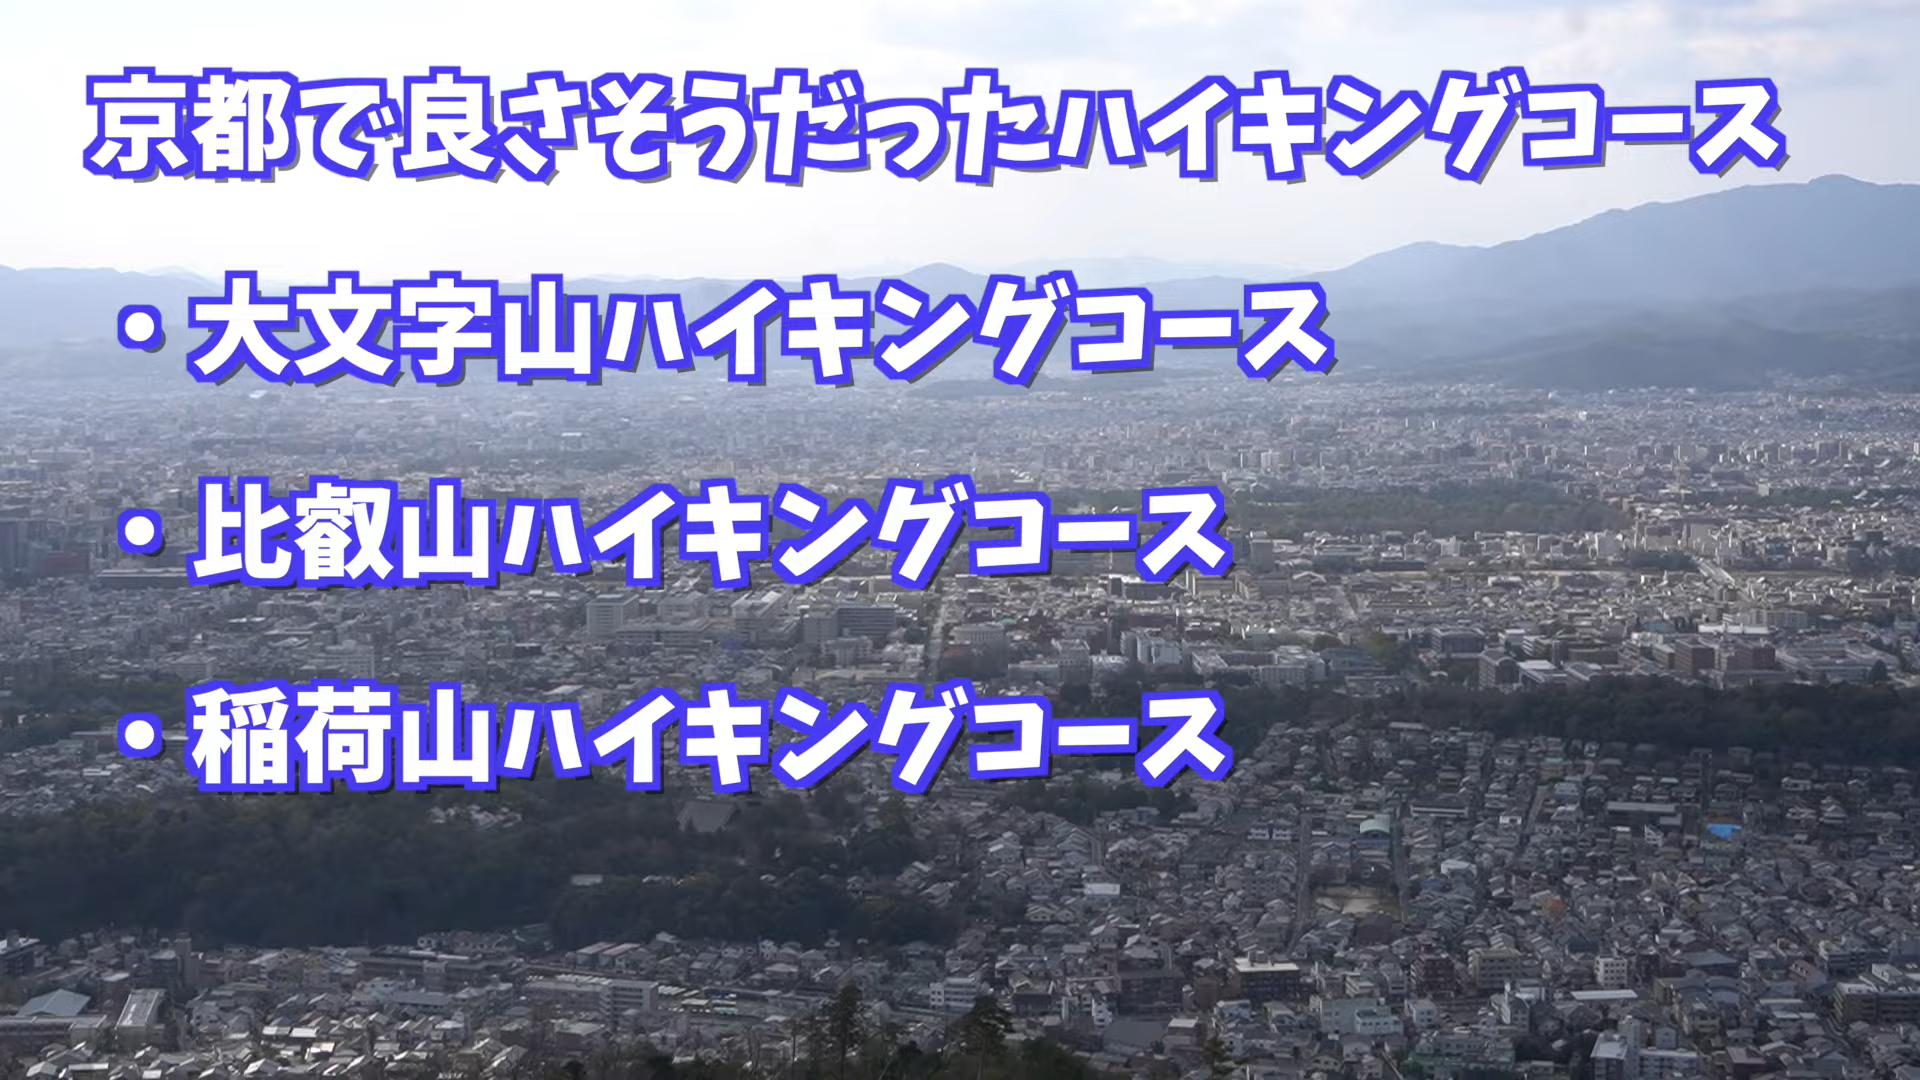 京都で良さそうだったハイキングコース
・大文字山ハイキングコース
・比叡山ハイキングコース
・稲荷山ハイキングコース